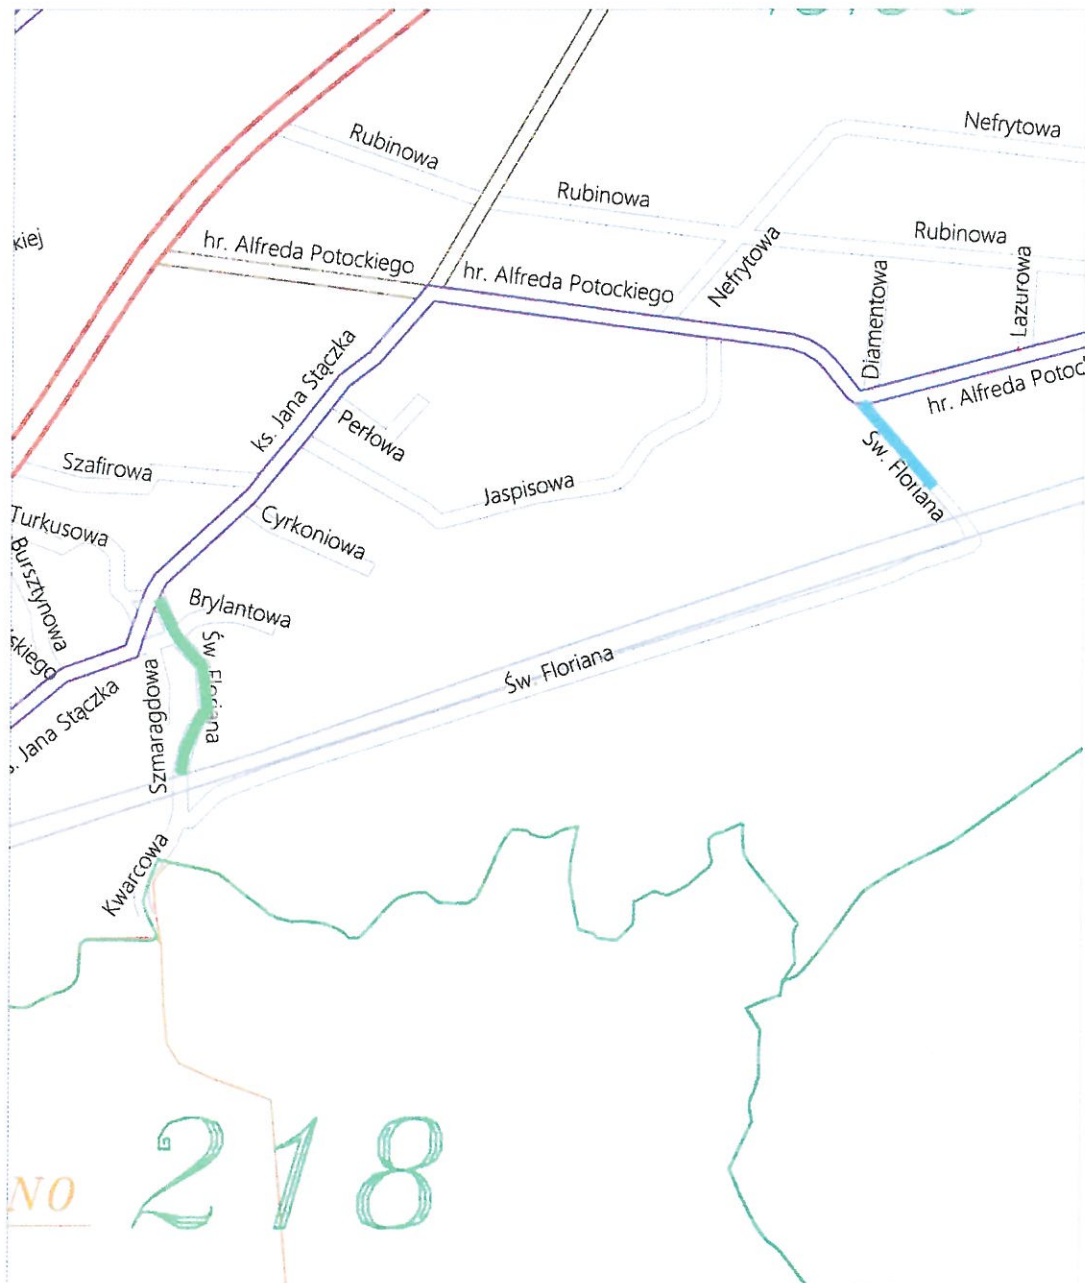 Nefrytowa
Rubinowa
Rubinowa
Rubinowa
kiej
hr. Alfreda Potockiego
hr. Alfreda Potockiego
Nefrytowa
Diamentowa
Lazurowa
ks. Jana Stączka
hr. Alfreda Potoc
Perłowa
Św. Floriana
Szafirowa
Jaspisowa
Turkusowa
Cyrkoniowa
Bursztynowa
Brylantowa
Św. Floriana
skiego
Św. Floriana
s. Jana Stączka
Szmaragdowa
Kwarcowa
NO
218